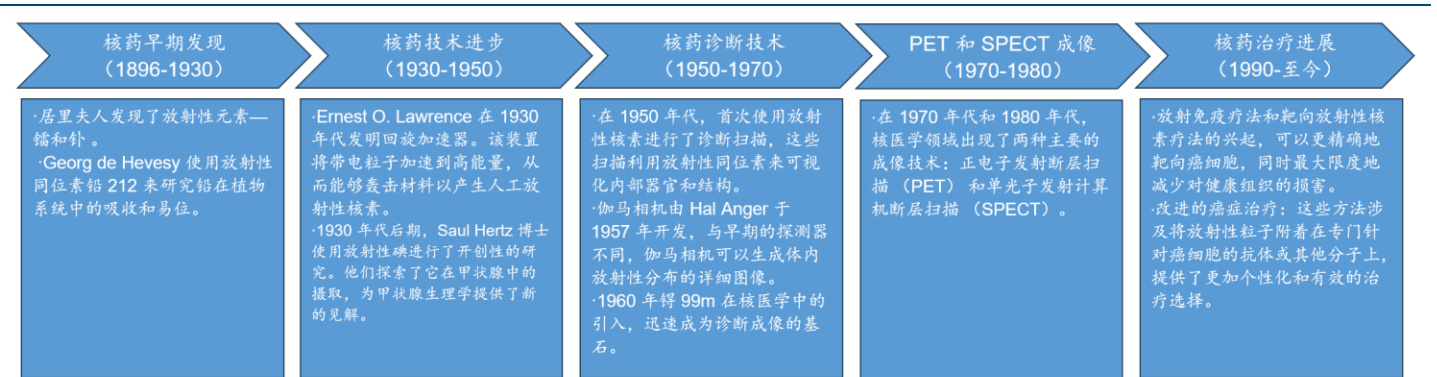 核药早期发现
（1896-1930）
·居里夫人发现了放射性元素—
镭和钋 。
·Georg de Hevesy 使用放射性
同位素铅 212 来研究铅在植物
系统中的吸收和易位。
核药技术进步
（1930-1950）
·Ernest O. Lawrence 在 1930
年代发明回旋加速器。该装置
将带电粒子加速到高能量，从
而能够轰击材料以产生人工放
射性核素。
·1930 年代后期，Saul Hertz 博士
使用放射性碘进行了开创性的研
究。他们探索了它在甲状腺中的
摄取，为甲状腺生理学提供了新
的见解。
核药诊断技术
（1950-1970）
·在 1950 年代，首次使用放射
性核素进行了诊断扫描，这些
扫描利用放射性同位素来可视
化内部器官和结构。
·伽马相机由 Hal Anger 于
1957 年开发，与早期的探测器
不同，伽马相机可以生成体内
放射性分布的详细图像。
·1960 年锝 99m 在核医学中的
引入，迅速成为诊断成像的基
石。
PET 和 SPECT 成像
（1970-1980）
·在 1970 年代和 1980 年代，
核医学领域出现了两种主要的
成像技术：正电子发射断层扫
描 （PET） 和单光子发射计算
机断层扫描 （SPECT）。
核药治疗进展
（1990-至今）
·放射免疫疗法和靶向放射性核
素疗法的兴起，可以更精确地
靶向癌细胞，同时最大限度地
减少对健康组织的损害。
·改进的癌症治疗：这些方法涉
及将放射性粒子附着在专门针
对癌细胞的抗体或其他分子上，
提供了更加个性化和有效的治
疗选择。